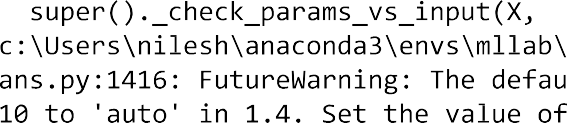 super()._check_params_vs_input(X,
c:\Users\nilesh\anaconda3\envs\mllab\
ans.py:1416: FutureWarning: The defau
10 to 'auto' in 1.4. Set the value of